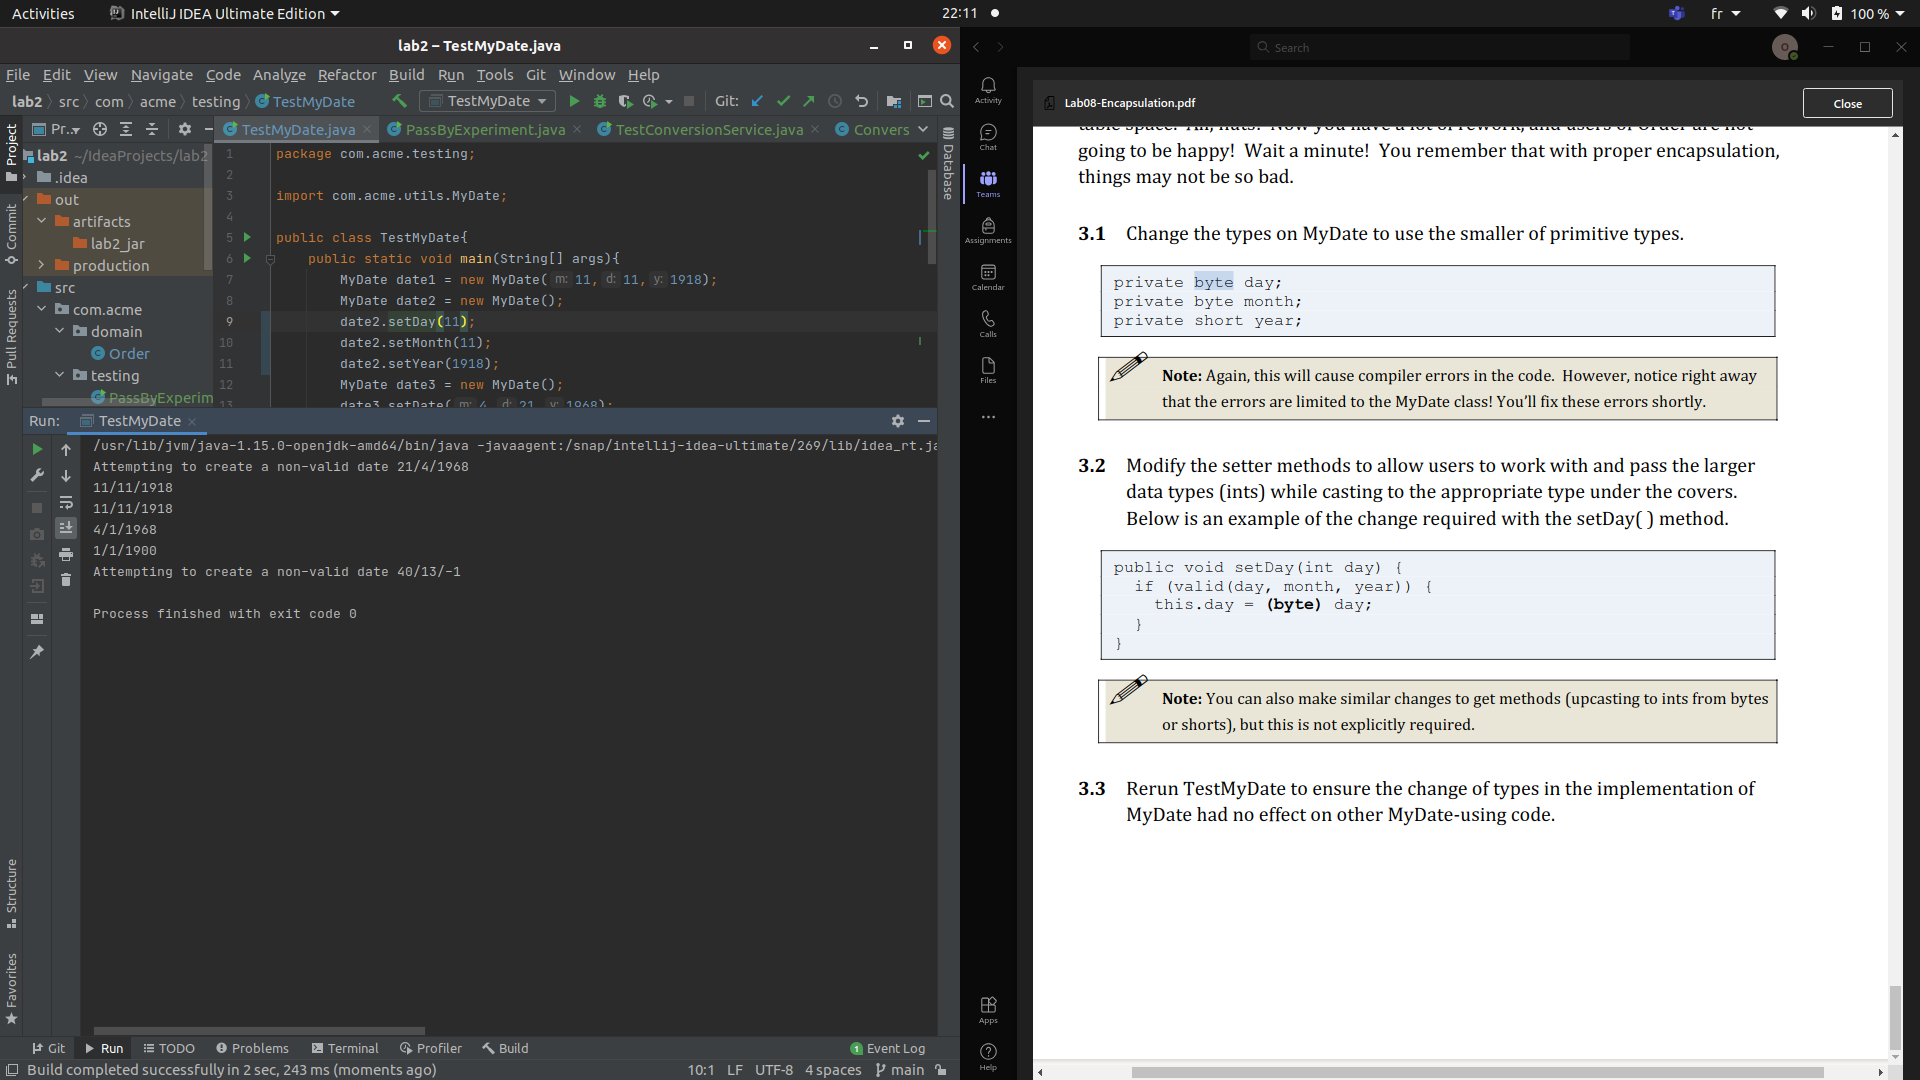 Activities
IntelliJ IDEA Ultimate Edition
22:11
fr
100 %
lab2 – TestMyDate.java
File Edit View Navigate Code Analyze Refactor Build Run Tools Git Window Help
lab2 src com acme testing TestMyDate
TestMyDate
Git:
Pr..
TestMyDate.java
PassByExperiment.java
TestConversionService.java
Convers
Project
Commit
Pull Requests
Structure
Favorites
Database
lab2 ~/IdeaProjects/lab2
.idea
out
artifacts
lab2_jar
production
src
com.acme
domain
Order
testing
PassByExperim
1 package com.acme.testing;
2
3 import com.acme.utils.MyDate;
4
5 public class TestMyDate{
6 public static void main(String[] args){
7 MyDate date1 = new MyDate( m: 11, d: 11, y: 1918);
8 MyDate date2 = new MyDate();
9 date2.setDay(11);
10 date2.setMonth(11);
11 date2.setYear(1918);
12 MyDate date3 = new MyDate();
13 date3.setDate( m: 4, d: 21, y: 1968);
Run: TestMyDate
/usr/lib/jvm/java-1.15.0-openjdk-amd64/bin/java -javaagent:/snap/intellij-idea-ultimate/269/lib/idea_rt.ja
Attempting to create a non-valid date 21/4/1968
11/11/1918
11/11/1918
4/1/1968
1/1/1900
Attempting to create a non-valid date 40/13/-1
Process finished with exit code 0
Git Run TODO Problems Terminal Profiler Build
1 Event Log
Build completed successfully in 2 sec, 243 ms (moments ago)
10:1 LF UTF-8 4 spaces main
Search
O
Activity
Chat
Teams
Assignments
Calendar
Calls
Files
Apps
Help
Lab08-Encapsulation.pdf
Close
table space. Ah, nuts! Now you have a lot of rework, and users of Order are not
going to be happy! Wait a minute! You remember that with proper encapsulation,
things may not be so bad.
3.1 Change the types on MyDate to use the smaller of primitive types.
private byte day;
private byte month;
private short year;
Note: Again, this will cause compiler errors in the code. However, notice right away
that the errors are limited to the MyDate class! You'll fix these errors shortly.
3.2 Modify the setter methods to allow users to work with and pass the larger
data types (ints) while casting to the appropriate type under the covers.
Below is an example of the change required with the setDay( ) method.
public void setDay(int day) {
if (valid(day, month, year)) {
this.day = (byte) day;
}
}
Note: You can also make similar changes to get methods (upcasting to ints from bytes
or shorts), but this is not explicitly required.
3.3 Rerun TestMyDate to ensure the change of types in the implementation of
MyDate had no effect on other MyDate-using code.